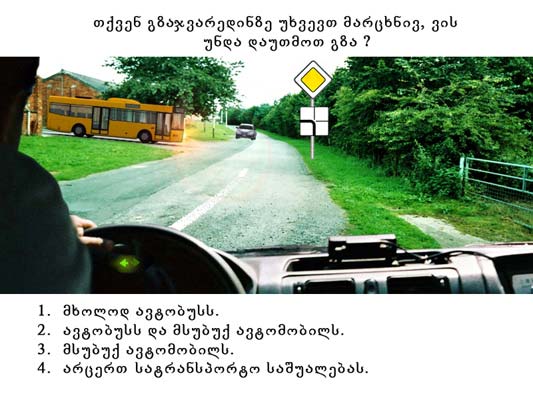 თქვენ გზაჯვარედინზე უხვევთ მარცხნივ, ვის
უნდა დაუთმოთ გზა ?
1. მხოლოდ ავტობუსს.
2. ავტობუსს და მსუბუქ ავტომობილს.
3. მსუბუქ ავტომობილს.
4. არცერთ სატრანსპორტო საშუალებას.